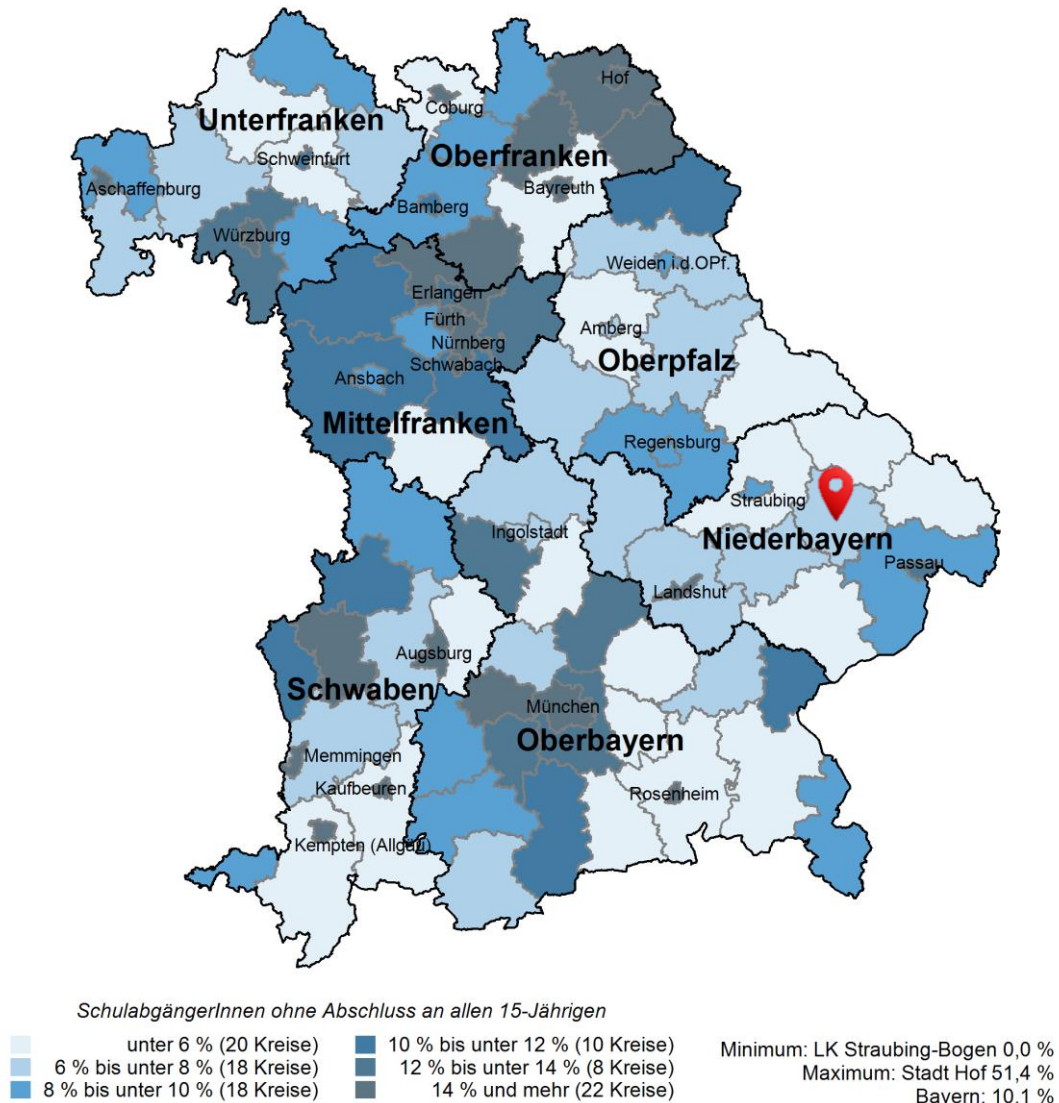 Hof
Coburg
Unterfranken
Oberfranken
Schweinfurt
Aschaffenburg
Bayreuth
Bamberg
Würzburg
Weiden i.d.OPf.
Erlangen
Fürth
Amberg
Nürnberg
Oberpfalz
Schwabach
Ansbach
Mittelfranken
Regensburg
Straubing
Ingolstadt
Niederbayern
Passau
Landshut
Augsburg
Schwaben
München
Oberbayern
Memmingen
Kaufbeuren
Rosenheim
Kempten (Allgäu)
SchulabgängerInnen ohne Abschluss an allen 15-Jährigen
unter 6 % (20 Kreise)
6 % bis unter 8 % (18 Kreise)
8 % bis unter 10 % (18 Kreise)
10 % bis unter 12 % (10 Kreise)
12 % bis unter 14 % (8 Kreise)
14 % und mehr (22 Kreise)
Minimum: LK Straubing-Bogen 0,0 %
Maximum: Stadt Hof 51,4 %
Bayern: 10,1 %